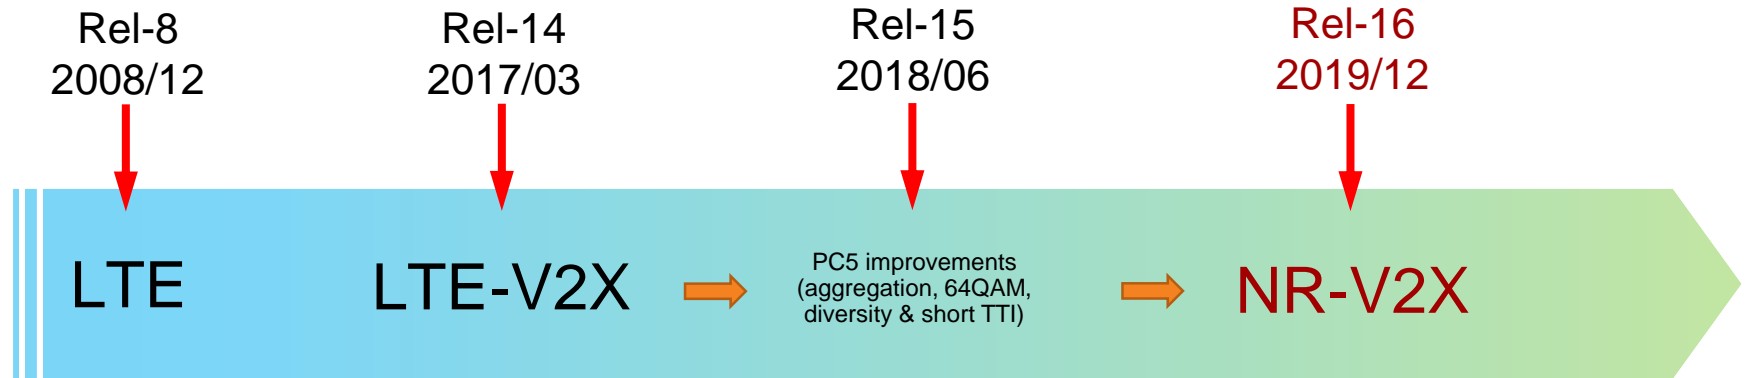 Rel-8
2008/12
Rel-14
2017/03
Rel-15
2018/06
Rel-16
2019/12
LTE
LTE-V2X
PC5 improvements
(aggregation, 64QAM,
diversity & short TTI)
NR-V2X